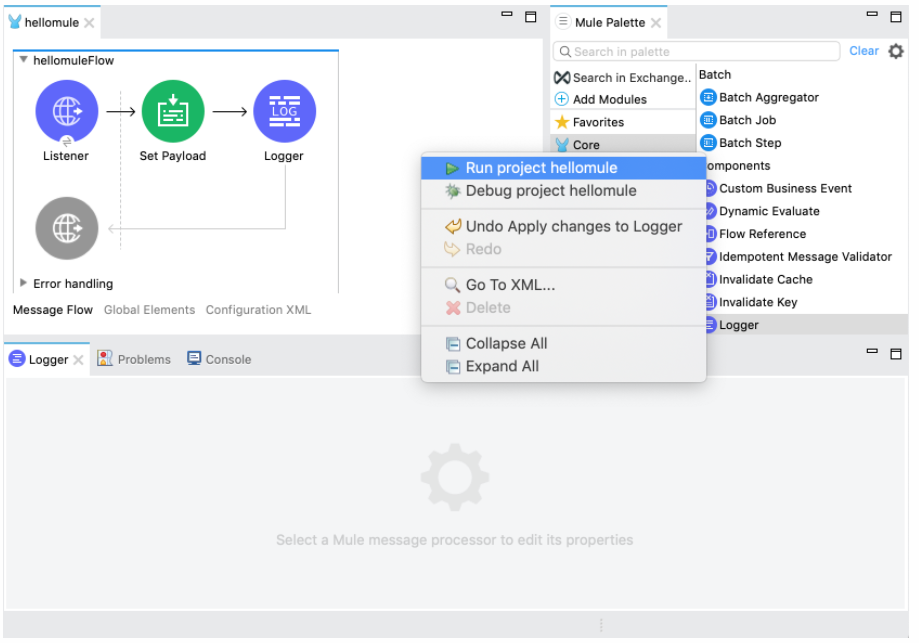 hellomule
Mule Palette
hellomuleFlow
Search in palette
Clear
Search in Exchange..
Batch
Add Modules
Batch Aggregator
Favorites
Batch Job
Core
Batch Step
LOG
Listener
Set Payload
Logger
Run project hellomule
omponents
Debug project hellomule
Custom Business Event
Dynamic Evaluate
Undo Apply changes to Logger
Flow Reference
Redo
Idempotent Message Validator
Go To XML...
Invalidate Cache
Error handling
Delete
Invalidate Key
Message Flow
Global Elements
Configuration XML
Logger
Collapse All
Expand All
Logger
Problems
Console
Select a Mule message processor to edit its properties